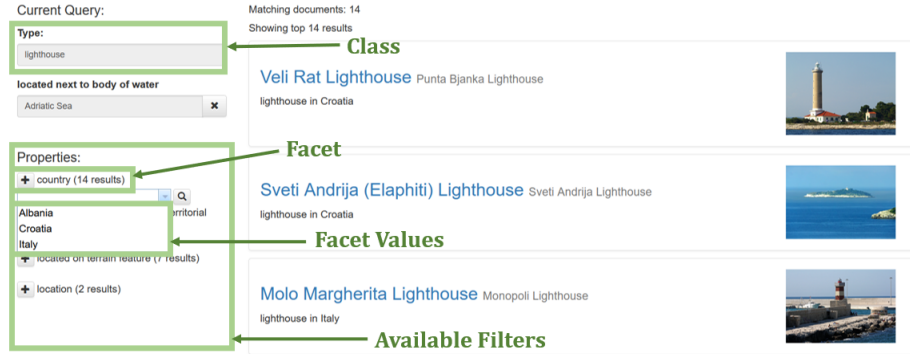 Current Query:
Type:
lighthouse
located next to body of water
Adriatic Sea
Properties:
country (14 results)
Albania
Croatia
Italy
located on terrain feature (7 results)
location (2 results)
Matching documents: 14
Showing top 14 results
Class
Veli Rat Lighthouse Punta Bjanka Lighthouse
lighthouse in Croatia
Facet
Sveti Andrija (Elaphiti) Lighthouse Sveti Andrija Lighthouse
lighthouse in Croatia
Facet Values
Molo Margherita Lighthouse Monopoli Lighthouse
lighthouse in Italy
Available Filters